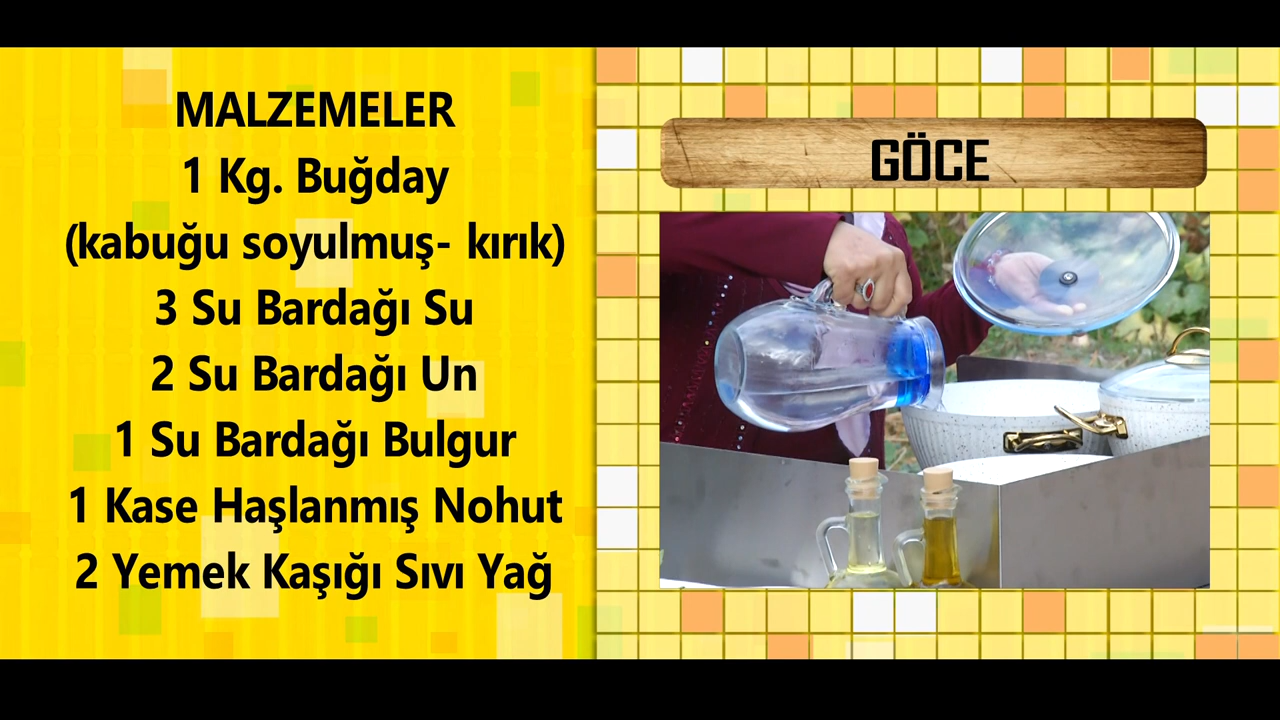 MALZEMELER
1 Kg. Buğday
(kabuğu soyulmuş- kırık)
3 Su Bardağı Su
2 Su Bardağı Un
1 Su Bardağı Bulgur
1 Kase Haşlanmış Nohut
2 Yemek Kaşığı Sıvı Yağ
GÖCE